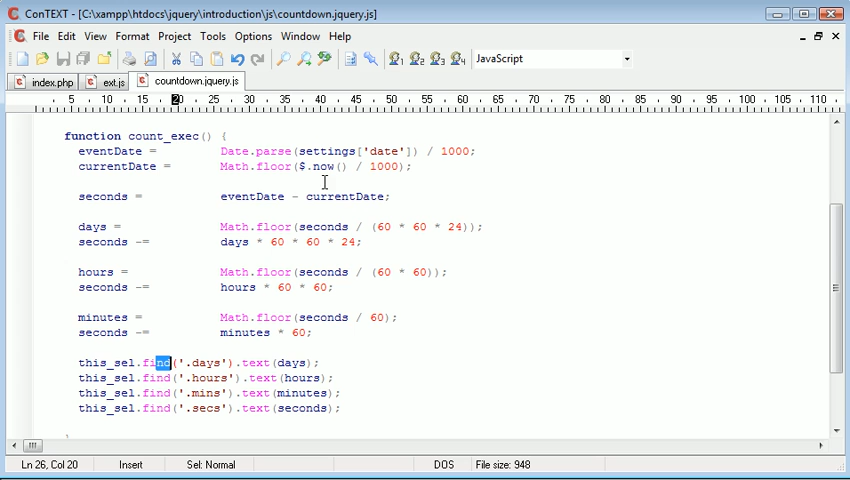 ConTEXT - [C:\xampp\htdocs\jquery\introduction\js\countdown.jquery.js]
File Edit View Format Project Tools Options Window Help
JavaScript
index.php ext.js countdown.jquery.js
5 10 15 20 25 30 35 40 45 50 55 60 65 70 75 80 85 90 95 100 105 110
function count_exec() {
eventDate = Date.parse(settings['date']) / 1000;
currentDate = Math.floor($.now() / 1000);
seconds = eventDate - currentDate;
days = Math.floor(seconds / (60 * 60 * 24));
seconds -= days * 60 * 60 * 24;
hours = Math.floor(seconds / (60 * 60));
seconds -= hours * 60 * 60;
minutes = Math.floor(seconds / 60);
seconds -= minutes * 60;
this_sel.find('.days').text(days);
this_sel.find('.hours').text(hours);
this_sel.find('.mins').text(minutes);
this_sel.find('.secs').text(seconds);
Ln 26, Col 20 Insert Sel: Normal DOS File size: 948